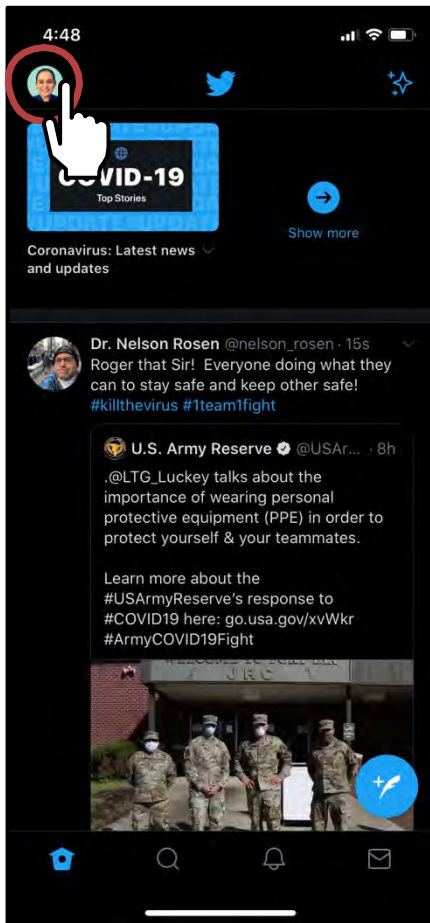 4:48
COVID-19
Top Stories
Show more
Coronavirus: Latest news
and updates
Dr. Nelson Rosen @nelson_rosen · 15s
Roger that Sir!  Everyone doing what they
can to stay safe and keep other safe!
#killthevirus #1team1fight
U.S. Army Reserve @USAr... · 8h
.@LTG_Luckey talks about the
importance of wearing personal
protective equipment (PPE) in order to
protect yourself & your teammates.
Learn more about the
#USArmyReserve's response to
#COVID19 here: go.usa.gov/xvWkr
#ArmyCOVID19Fight
JRC